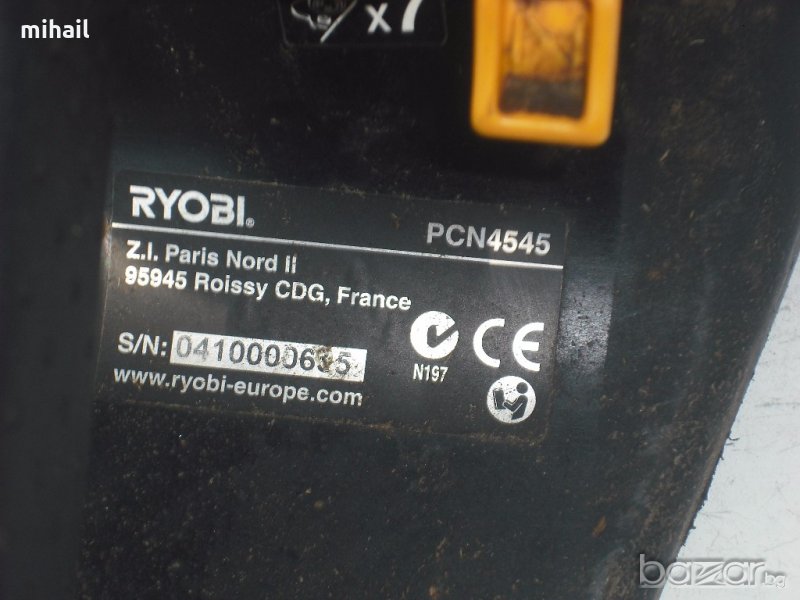 mihail
x7
RYOBI®
PCN4545
Z.I. Paris Nord II
95945 Roissy CDG, France
S/N: 0410000635
N197
CE
www.ryobi-europe.com
bazar.bg